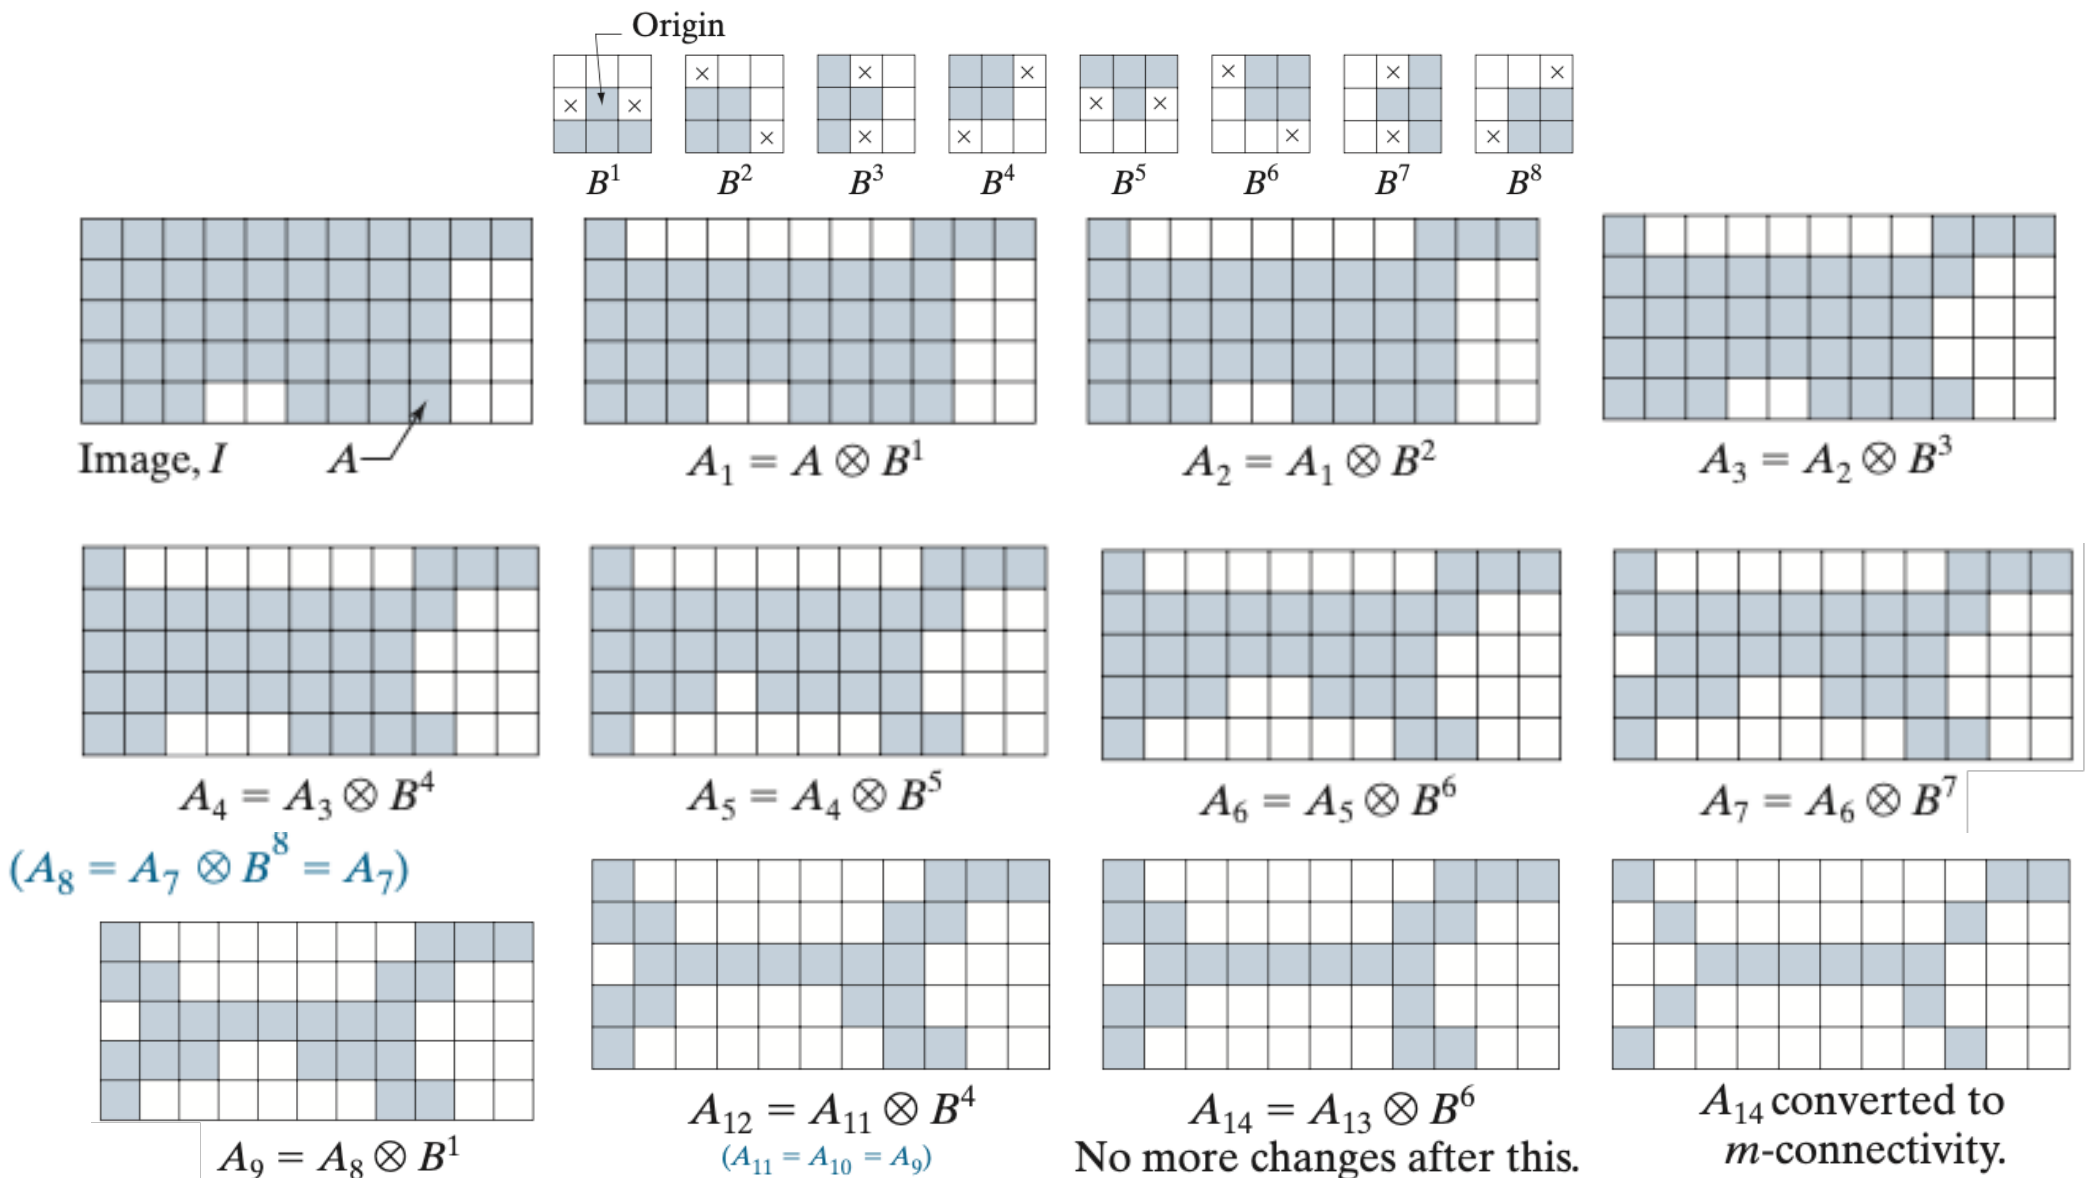 Origin
× × × × × × × × × × × × × × × ×
B¹ B² B³ B⁴ B⁵ B⁶ B⁷ B⁸
Image, I A
A₁ = A ⊗ B¹
A₂ = A₁ ⊗ B²
A₃ = A₂ ⊗ B³
A₄ = A₃ ⊗ B⁴
A₅ = A₄ ⊗ B⁵
A₆ = A₅ ⊗ B⁶
A₇ = A₆ ⊗ B⁷
(A₈ = A₇ ⊗ B⁸ = A₇)
A₉ = A₈ ⊗ B¹
A₁₂ = A₁₁ ⊗ B⁴
(A₁₁ = A₁₀ = A₉)
A₁₄ = A₁₃ ⊗ B⁶
No more changes after this.
A₁₄ converted to
m-connectivity.